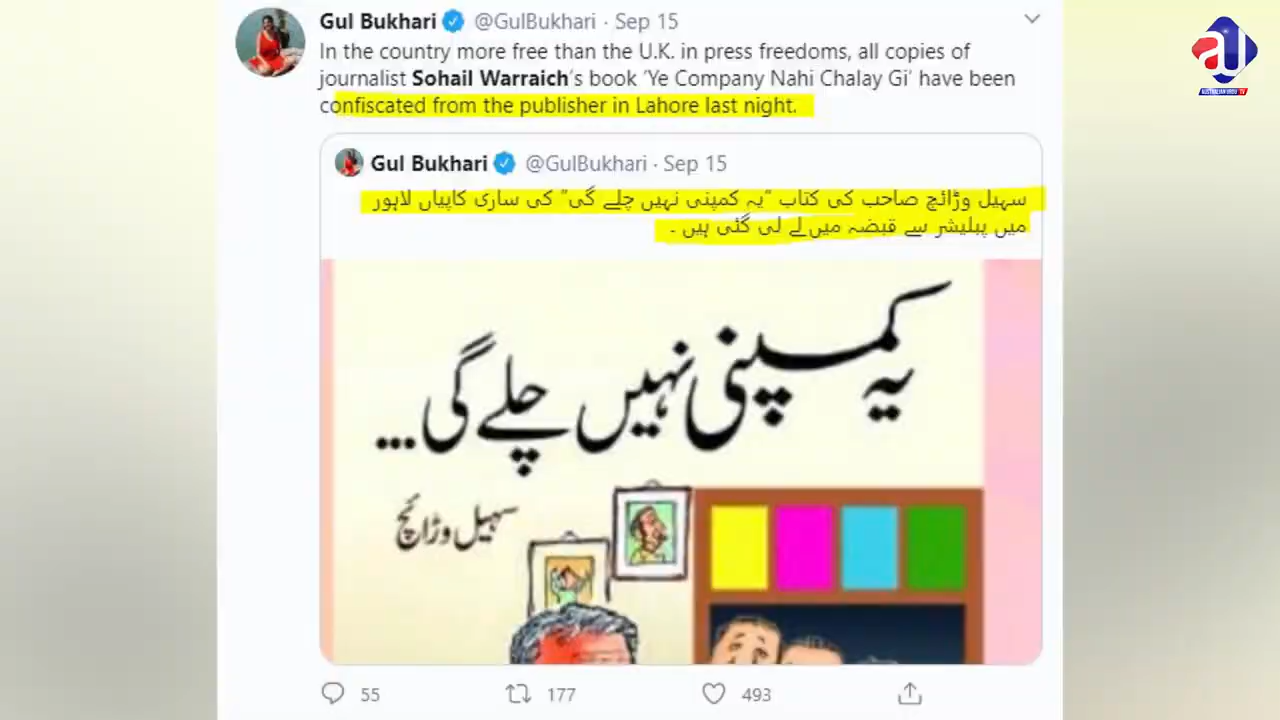 Gul Bukhari @GulBukhari · Sep 15
In the country more free than the U.K. in press freedoms, all copies of
journalist Sohail Warraich's book 'Ye Company Nahi Chalay Gi' have been
confiscated from the publisher in Lahore last night.
Gul Bukhari @GulBukhari · Sep 15
سہیل وڑائچ صاحب کی کتاب "یہ کمپنی نہیں چلے گی" کی ساری کاپیاں لاہور
میں پبلیشر سے قبضہ میں لے لی گئی ہیں ۔
یہ کمپنی نہیں چلے گی...
سہیل وڑائچ
55 177 493
AUSTRALIAN URDU TV